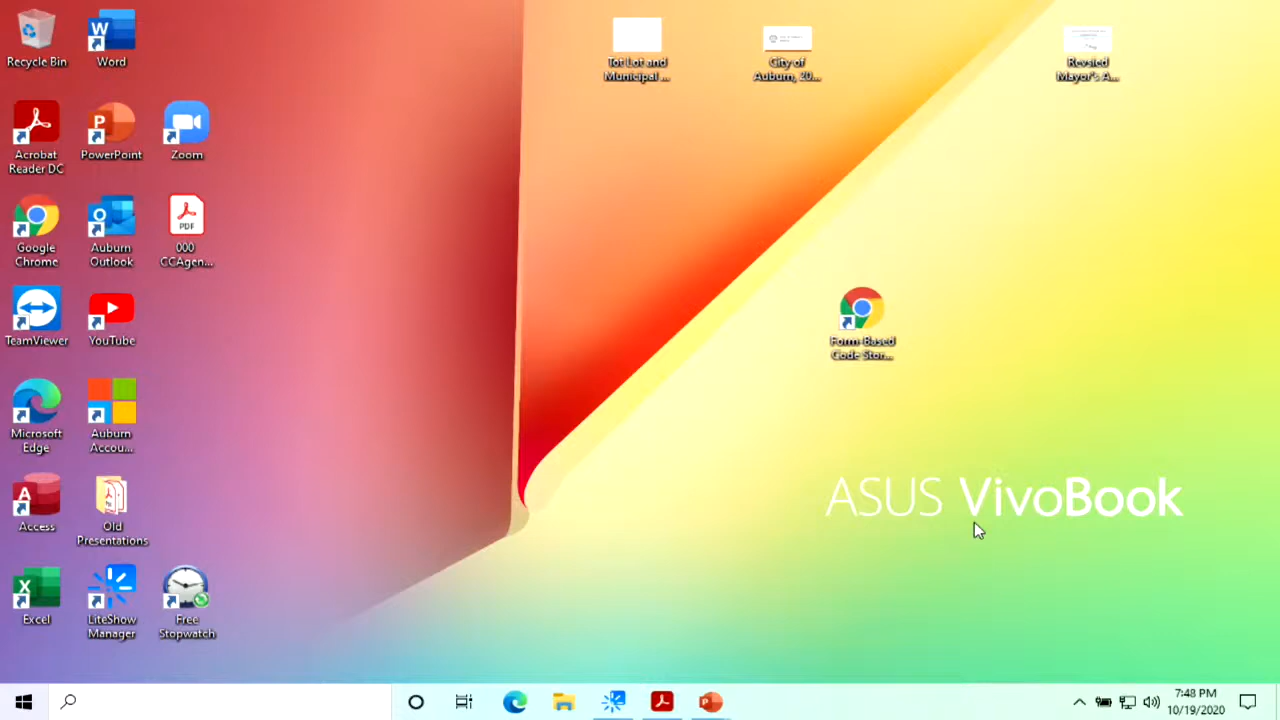 Recycle Bin
Word
Acrobat
Reader DC
PowerPoint
Zoom
Google
Chrome
Auburn
Outlook
PDF
000
CCAgen...
TeamViewer
YouTube
Microsoft
Edge
Auburn
Accou...
Access
Old
Presentations
Excel
LiteShow
Manager
Free
Stopwatch
Tot Lot and
Municipal ...
City of
Auburn, 20...
Revsied
Mayor's A...
Form-Based
Code Stor...
ASUS VivoBook
7:48 PM
10/19/2020